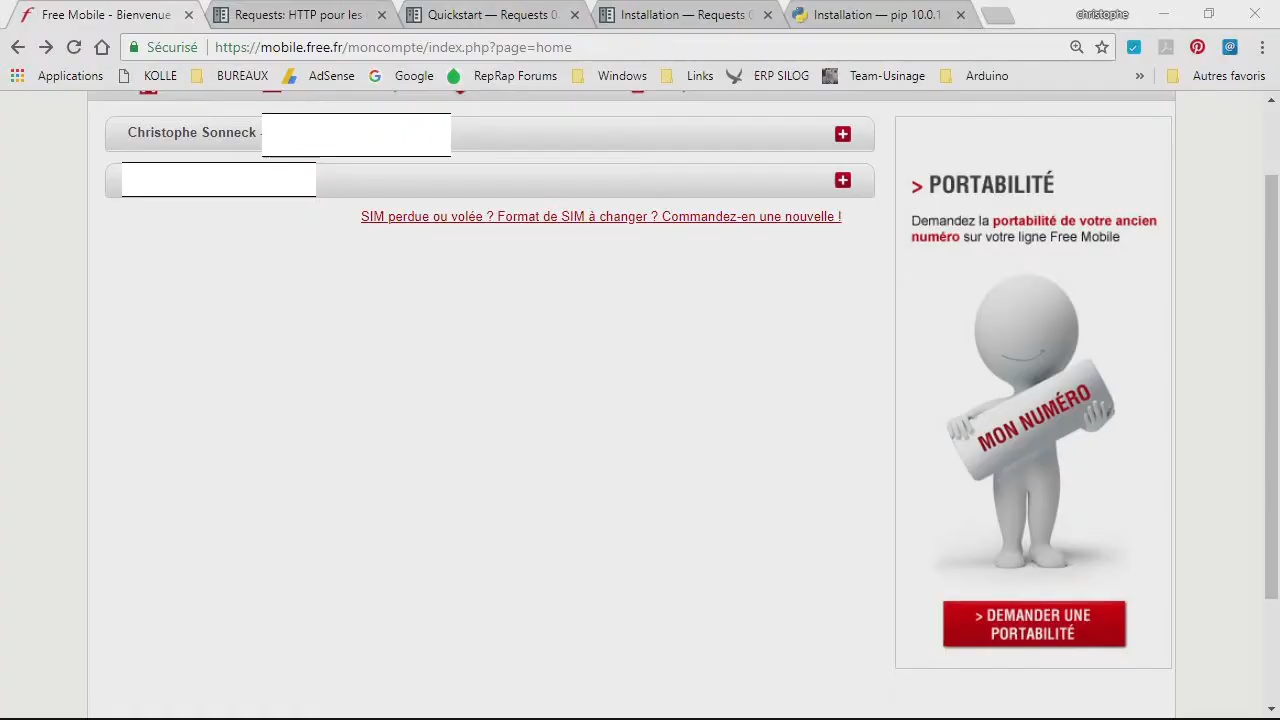 Free Mobile - Bienvenue
Requests: HTTP pour les
Quickstart — Requests 0.
Installation — Requests 0
Installation — pip 10.0.1
christophe
Sécurisé
https://mobile.free.fr/moncompte/index.php?page=home
Applications
KOLLE
BUREAUX
AdSense
Google
RepRap Forums
Windows
Links
ERP SILOG
Team-Usinage
Arduino
»
Autres favoris
Christophe Sonneck -
SIM perdue ou volée ? Format de SIM à changer ? Commandez-en une nouvelle !
> PORTABILITÉ
Demandez la portabilité de votre ancien
numéro sur votre ligne Free Mobile
MON NUMÉRO
> DEMANDER UNE
PORTABILITÉ